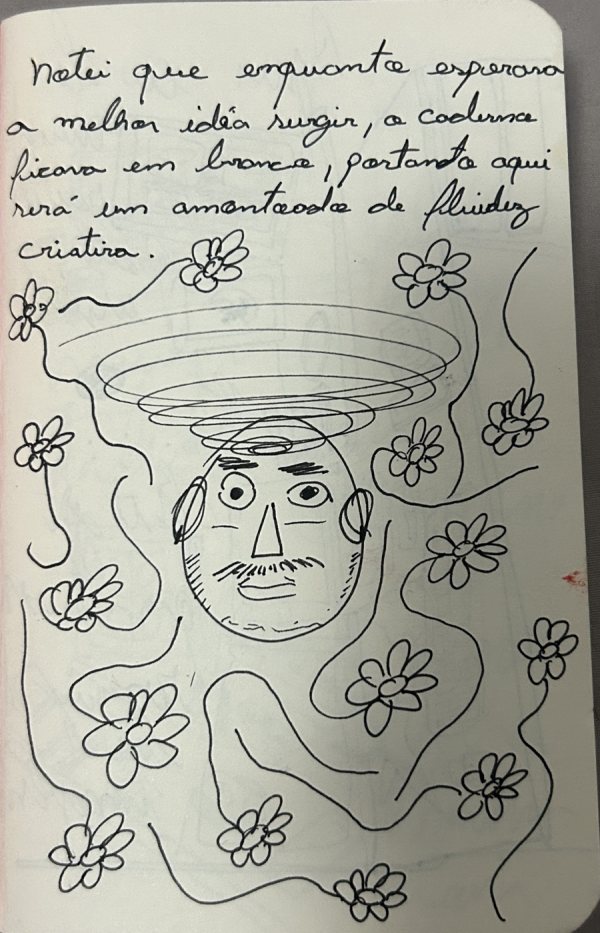 Notei que enquanto esperava
a melhor idéia surgir, o caderno
ficava em branco, portanto aqui
será um amontoado de fluidez
criativa.